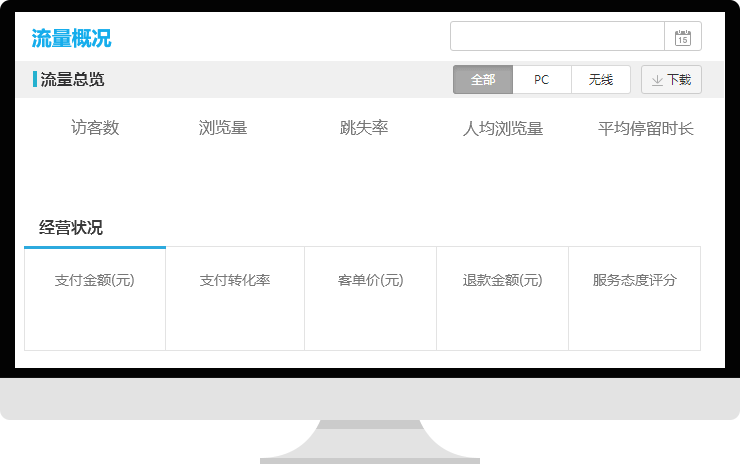 流量概况
15
流量总览 全部 PC 无线 下载
访客数 浏览量 跳失率 人均浏览量 平均停留时长
经营状况
支付金额(元) 支付转化率 客单价(元) 退款金额(元) 服务态度评分